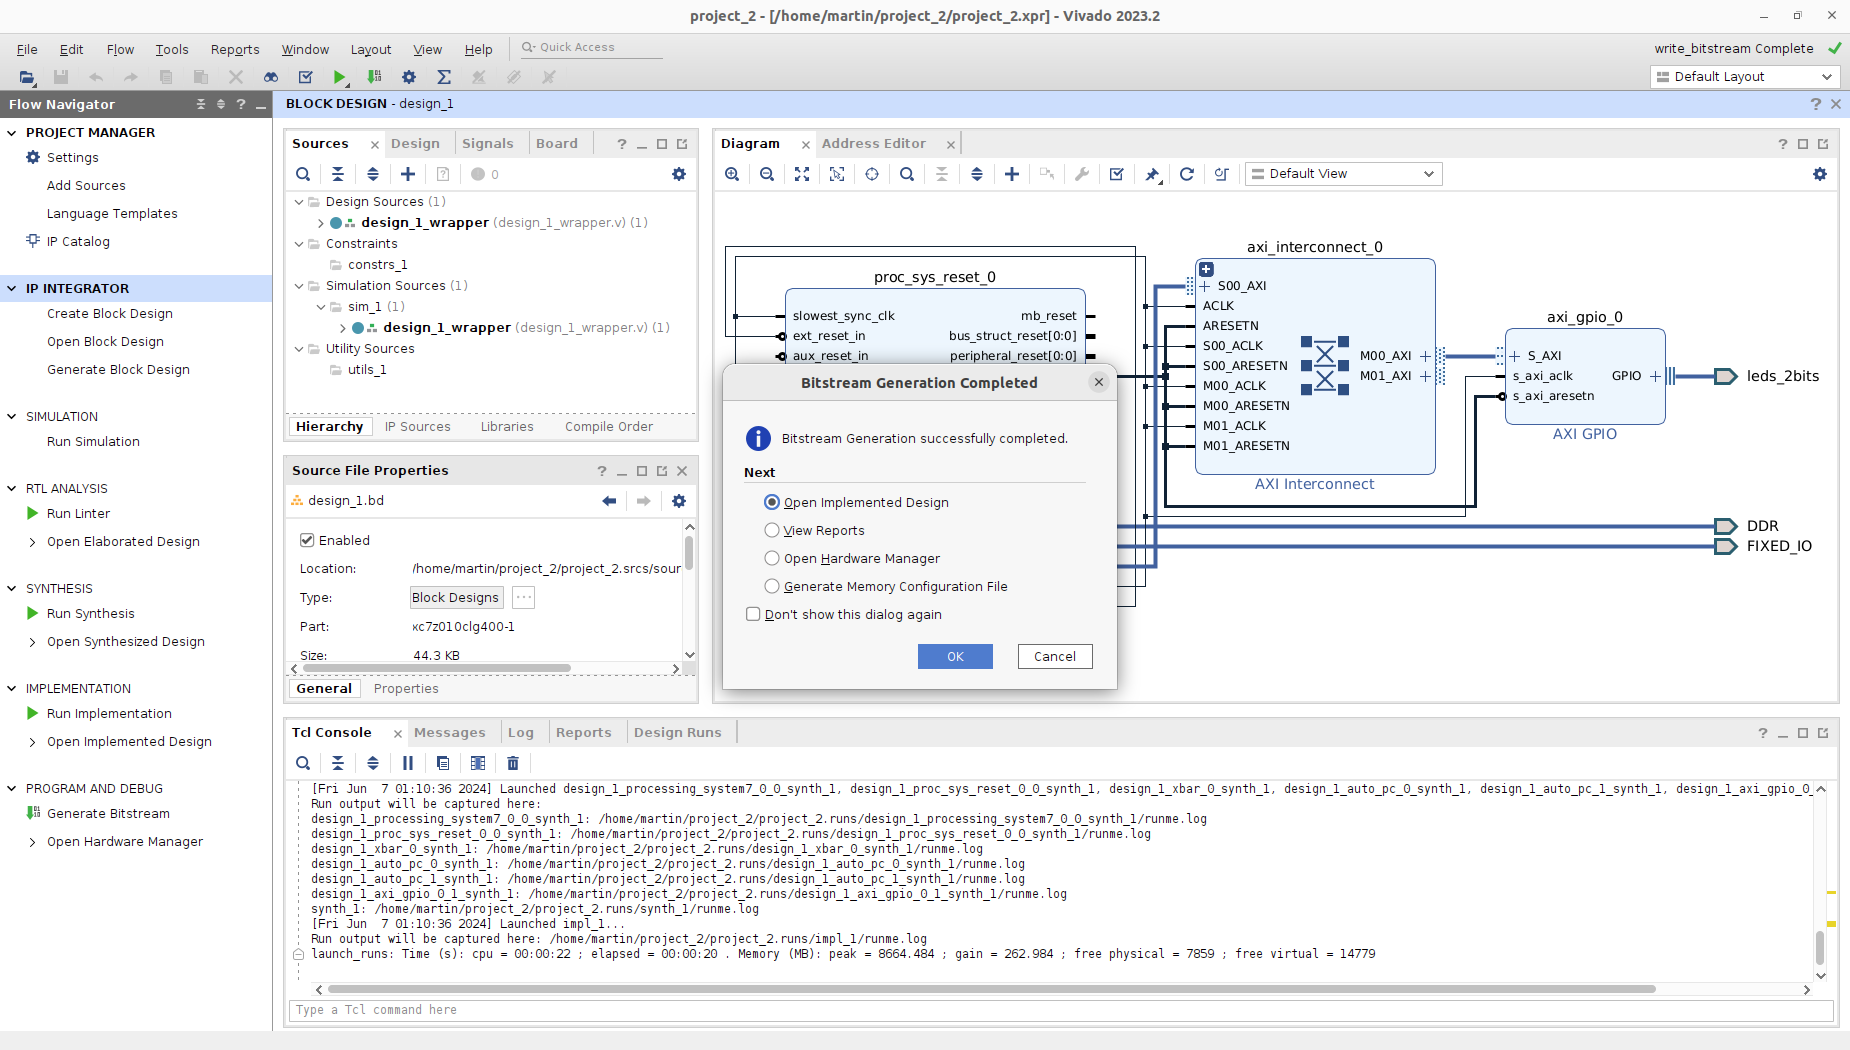 project_2 - [/home/martin/project_2/project_2.xpr] - Vivado 2023.2
File Edit Flow Tools Reports Window Layout View Help Quick Access
write_bitstream Complete
Default Layout
Flow Navigator
PROJECT MANAGER
Settings
Add Sources
Language Templates
IP Catalog
IP INTEGRATOR
Create Block Design
Open Block Design
Generate Block Design
SIMULATION
Run Simulation
RTL ANALYSIS
Run Linter
Open Elaborated Design
SYNTHESIS
Run Synthesis
Open Synthesized Design
IMPLEMENTATION
Run Implementation
Open Implemented Design
PROGRAM AND DEBUG
Generate Bitstream
Open Hardware Manager
BLOCK DESIGN - design_1
Sources Design Signals Board
0
Design Sources (1)
design_1_wrapper (design_1_wrapper.v) (1)
Constraints
constrs_1
Simulation Sources (1)
sim_1 (1)
design_1_wrapper (design_1_wrapper.v) (1)
Utility Sources
utils_1
Hierarchy IP Sources Libraries Compile Order
Source File Properties
design_1.bd
Enabled
Location: /home/martin/project_2/project_2.srcs/sour
Type: Block Designs ...
Part: xc7z010clg400-1
Size: 44.3 KB
General Properties
Diagram Address Editor
Default View
proc_sys_reset_0
slowest_sync_clk
ext_reset_in
aux_reset_in
mb_reset
bus_struct_reset[0:0]
peripheral_reset[0:0]
axi_interconnect_0
S00_AXI
ACLK
ARESETN
S00_ACLK
S00_ARESETN
M00_ACLK
M00_ARESETN
M01_ACLK
M01_ARESETN
M00_AXI
M01_AXI
AXI Interconnect
axi_gpio_0
S_AXI
s_axi_aclk
s_axi_aresetn
GPIO
AXI GPIO
leds_2bits
DDR
FIXED_IO
Bitstream Generation Completed
Bitstream Generation successfully completed.
Next
Open Implemented Design
View Reports
Open Hardware Manager
Generate Memory Configuration File
Don't show this dialog again
OK Cancel
Tcl Console Messages Log Reports Design Runs
[Fri Jun  7 01:10:36 2024] Launched design_1_processing_system7_0_0_synth_1, design_1_proc_sys_reset_0_0_synth_1, design_1_xbar_0_synth_1, design_1_auto_pc_0_synth_1, design_1_auto_pc_1_synth_1, design_1_axi_gpio_0_
Run output will be captured here:
design_1_processing_system7_0_0_synth_1: /home/martin/project_2/project_2.runs/design_1_processing_system7_0_0_synth_1/runme.log
design_1_proc_sys_reset_0_0_synth_1: /home/martin/project_2/project_2.runs/design_1_proc_sys_reset_0_0_synth_1/runme.log
design_1_xbar_0_synth_1: /home/martin/project_2/project_2.runs/design_1_xbar_0_synth_1/runme.log
design_1_auto_pc_0_synth_1: /home/martin/project_2/project_2.runs/design_1_auto_pc_0_synth_1/runme.log
design_1_auto_pc_1_synth_1: /home/martin/project_2/project_2.runs/design_1_auto_pc_1_synth_1/runme.log
design_1_axi_gpio_0_1_synth_1: /home/martin/project_2/project_2.runs/design_1_axi_gpio_0_1_synth_1/runme.log
synth_1: /home/martin/project_2/project_2.runs/synth_1/runme.log
[Fri Jun  7 01:10:36 2024] Launched impl_1...
Run output will be captured here: /home/martin/project_2/project_2.runs/impl_1/runme.log
launch_runs: Time (s): cpu = 00:00:22 ; elapsed = 00:00:20 . Memory (MB): peak = 8664.484 ; gain = 262.984 ; free physical = 7859 ; free virtual = 14779
Type a Tcl command here